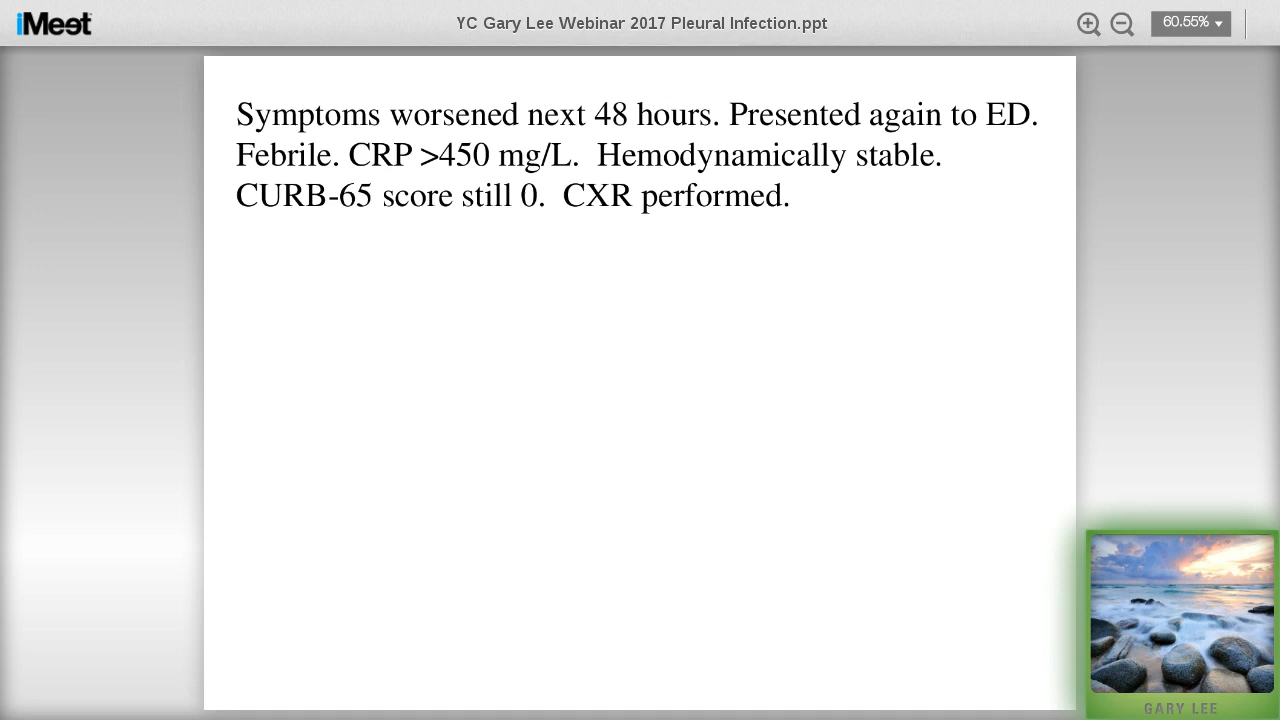 iMeet
YC Gary Lee Webinar 2017 Pleural Infection.ppt
60.55%
Symptoms worsened next 48 hours. Presented again to ED.
Febrile. CRP >450 mg/L.  Hemodynamically stable.
CURB-65 score still 0.  CXR performed.
GARY LEE